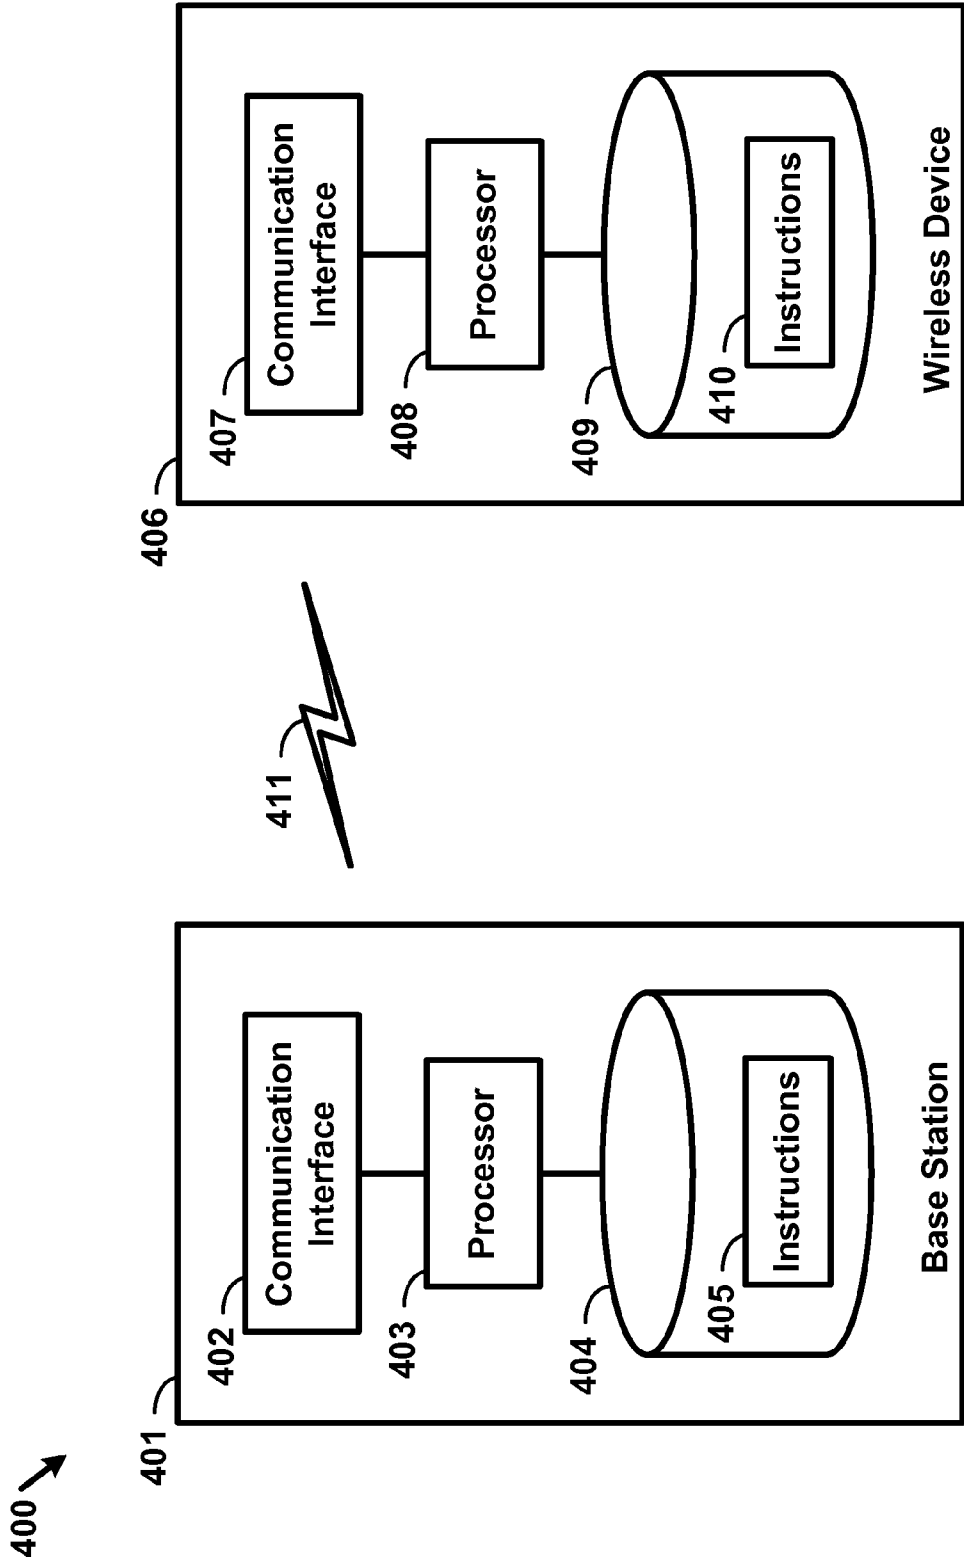 400
401
402
Communication
Interface
403
Processor
404
405
Instructions
Base Station
411
406
407
Communication
Interface
408
Processor
409
410
Instructions
Wireless Device